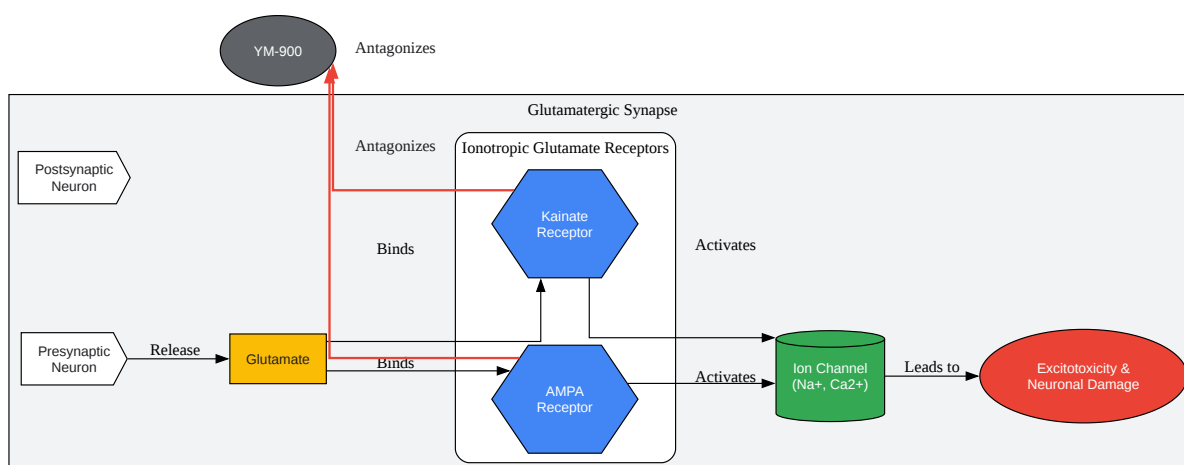 YM-900
Antagonizes
Glutamatergic Synapse
Antagonizes
Ionotropic Glutamate Receptors
Postsynaptic
Neuron
Kainate
Receptor
Binds
Activates
Presynaptic
Neuron
Release
Glutamate
Binds
AMPA
Receptor
Activates
Ion Channel
(Na+, Ca2+)
Leads to
Excitotoxicity &
Neuronal Damage